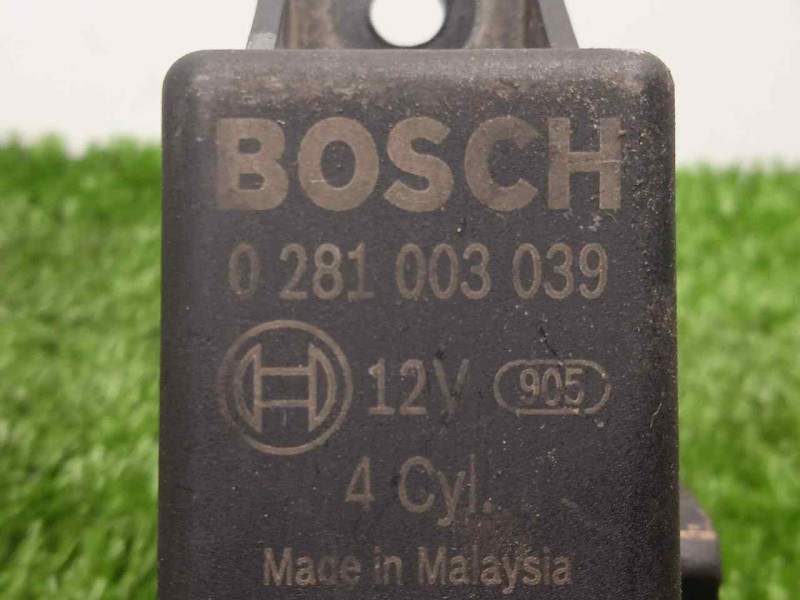 BOSCH
0 281 003 039
12V 905
4 Cyl.
Made in Malaysia